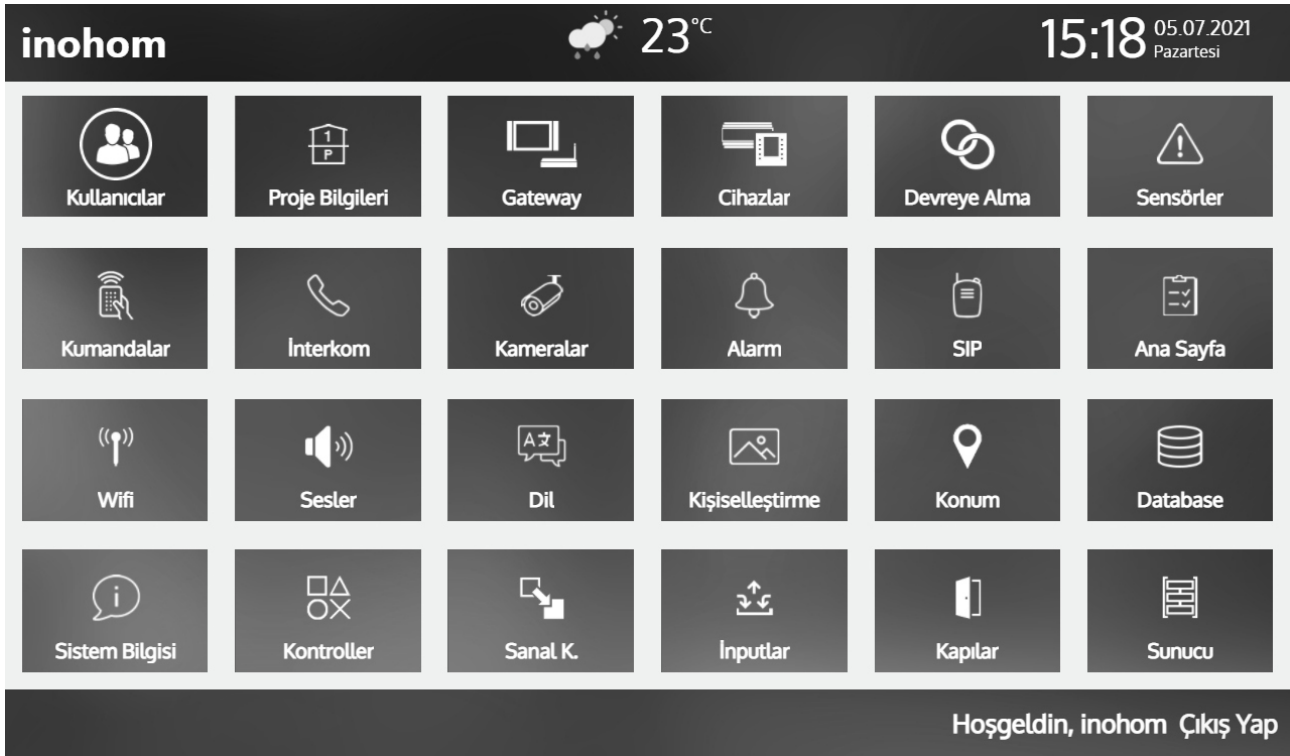 inohom
23°C
15:18 05.07.2021
Pazartesi
Kullanıcılar
Proje Bilgileri
Gateway
Cihazlar
Devreye Alma
Sensörler
Kumandalar
İnterkom
Kameralar
Alarm
SIP
Ana Sayfa
Wifi
Sesler
Dil
Kişiselleştirme
Konum
Database
Sistem Bilgisi
Kontroller
Sanal K.
İnputlar
Kapılar
Sunucu
Hoşgeldin, inohom Çıkış Yap